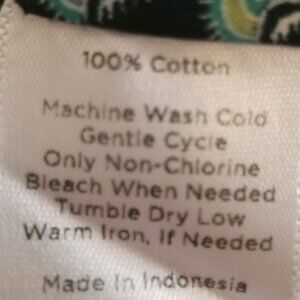 100% Cotton
Machine Wash Cold
Gentle Cycle
Only Non-Chlorine
Bleach When Needed
Tumble Dry Low
Warm Iron, If Needed
Made In Indonesia